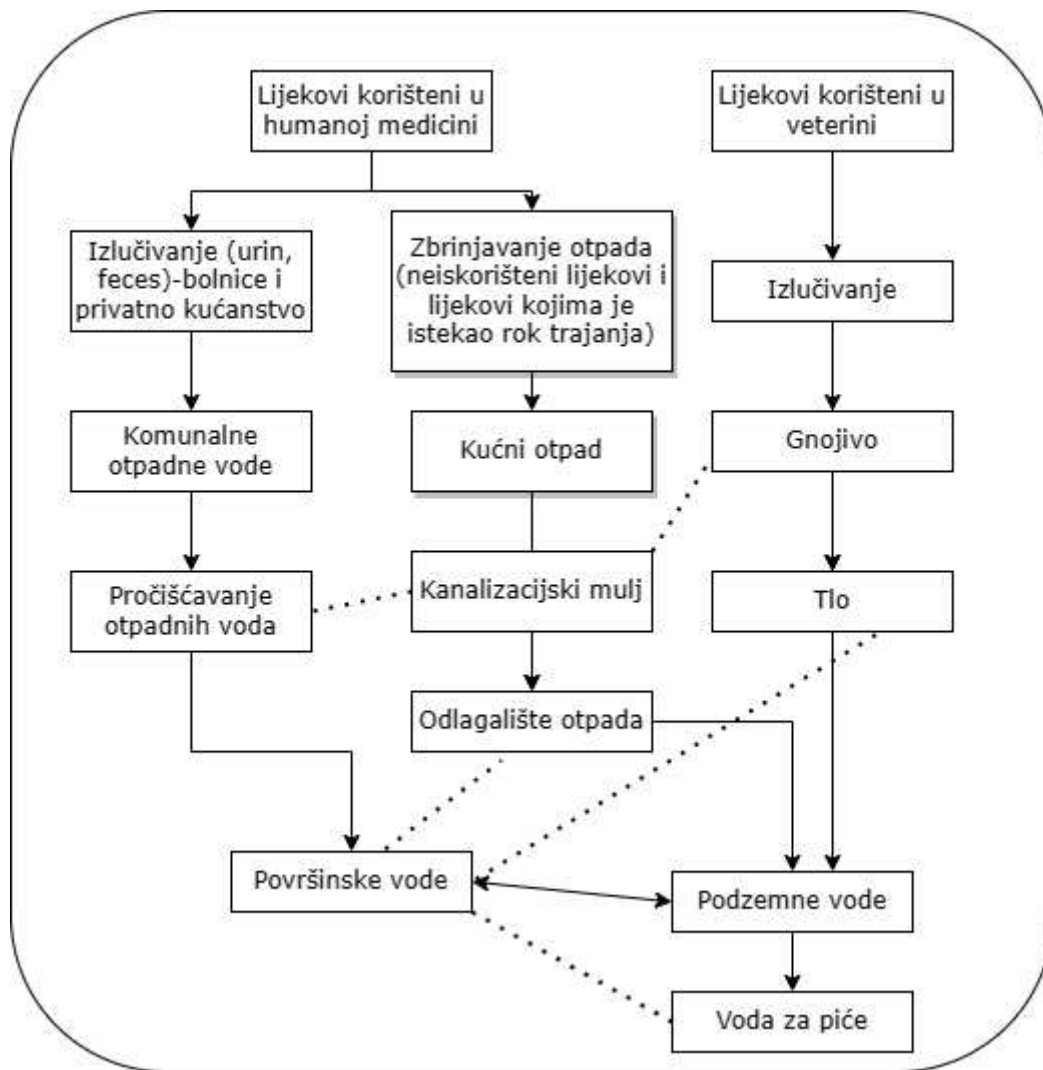 Lijekovi korišteni u
humanoj medicini
Lijekovi korišteni u
veterini
Izlučivanje (urin,
feces)-bolnice i
privatno kućanstvo
Zbrinjavanje otpada
(neiskorišteni lijekovi i
lijekovi kojima je
istekao rok trajanja)
Izlučivanje
Komunalne
otpadne vode
Kućni otpad
Gnojivo
Pročišćavanje
otpadnih voda
Kanalizacijski mulj
Tlo
Odlagalište otpada
Površinske vode
Podzemne vode
Voda za piće